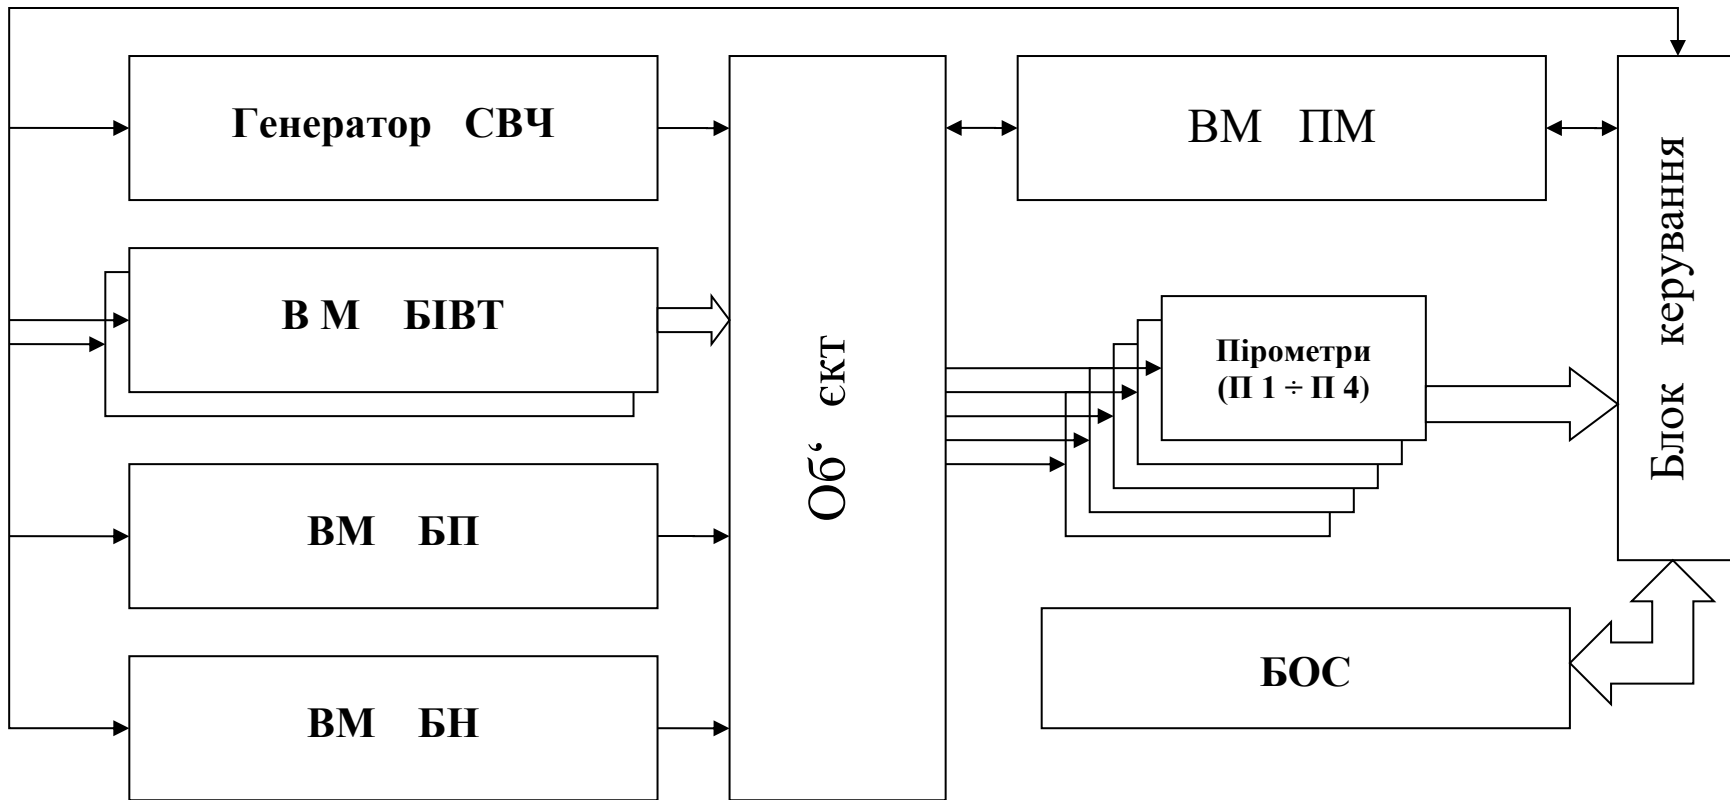 Генератор СВЧ
ВМ ПМ
В М БІВТ
Пірометри
(П 1 ÷ П 4)
Об‘ єкт
Блок керування
ВМ БП
БОС
ВМ БН